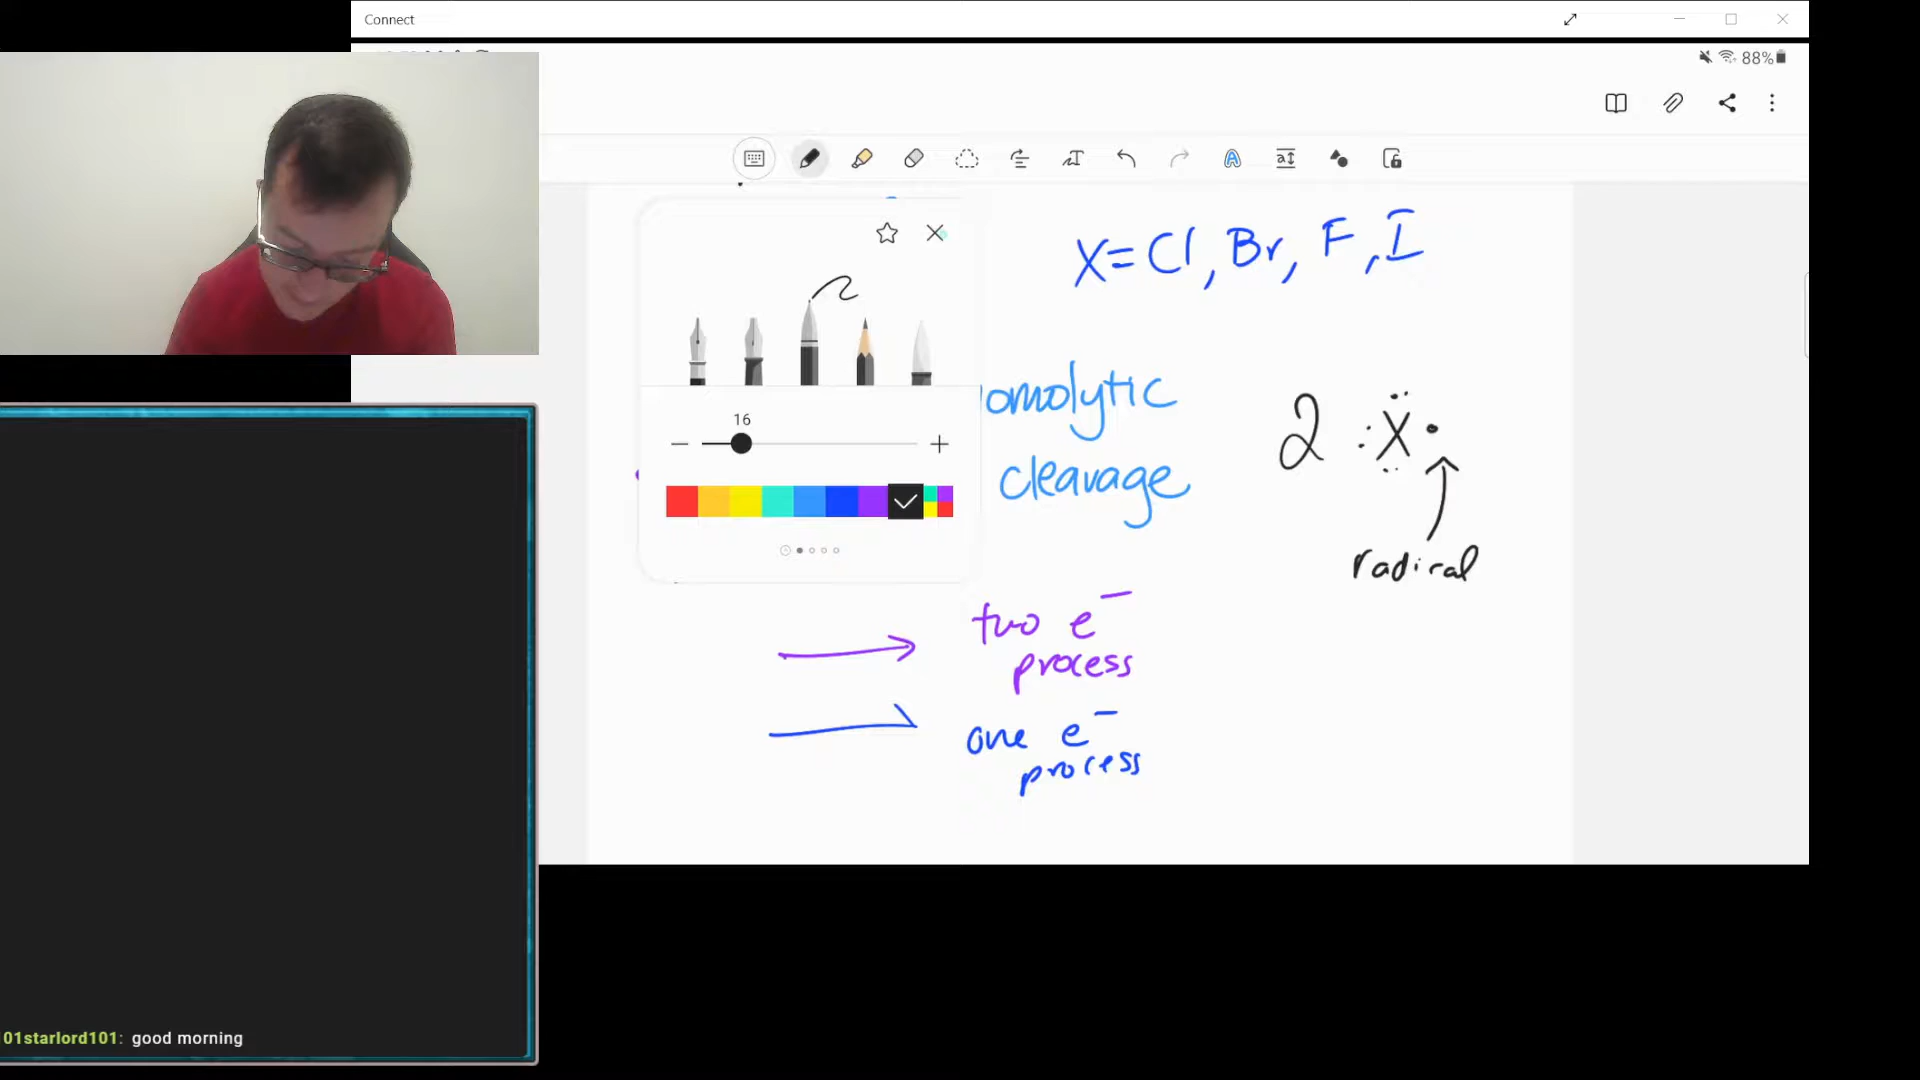 Connect
88%
X=Cl, Br, F, I
16
omolytic
cleavage
2 :Ẍ•
radical
two e⁻
process
one e⁻
process
01starlord101: good morning